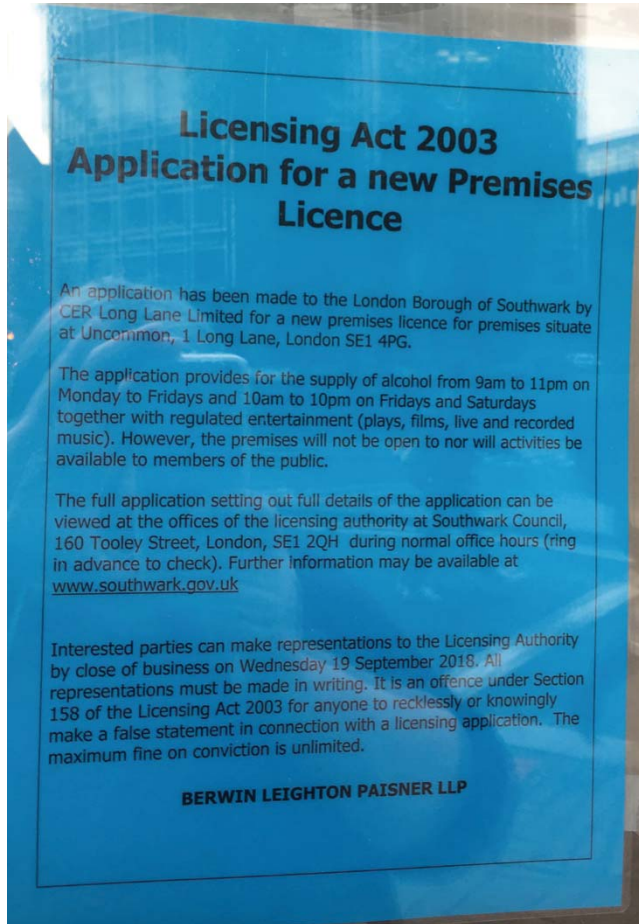 Licensing Act 2003
Application for a new Premises
Licence
An application has been made to the London Borough of Southwark by
CER Long Lane Limited for a new premises licence for premises situate
at Uncommon, 1 Long Lane, London SE1 4PG.
The application provides for the supply of alcohol from 9am to 11pm on
Monday to Fridays and 10am to 10pm on Fridays and Saturdays
together with regulated entertainment (plays, films, live and recorded
music). However, the premises will not be open to nor will activities be
available to members of the public.
The full application setting out full details of the application can be
viewed at the offices of the licensing authority at Southwark Council,
160 Tooley Street, London, SE1 2QH during normal office hours (ring
in advance to check). Further information may be available at
www.southwark.gov.uk
Interested parties can make representations to the Licensing Authority
by close of business on Wednesday 19 September 2018. All
representations must be made in writing. It is an offence under Section
158 of the Licensing Act 2003 for anyone to recklessly or knowingly
make a false statement in connection with a licensing application. The
maximum fine on conviction is unlimited.
BERWIN LEIGHTON PAISNER LLP